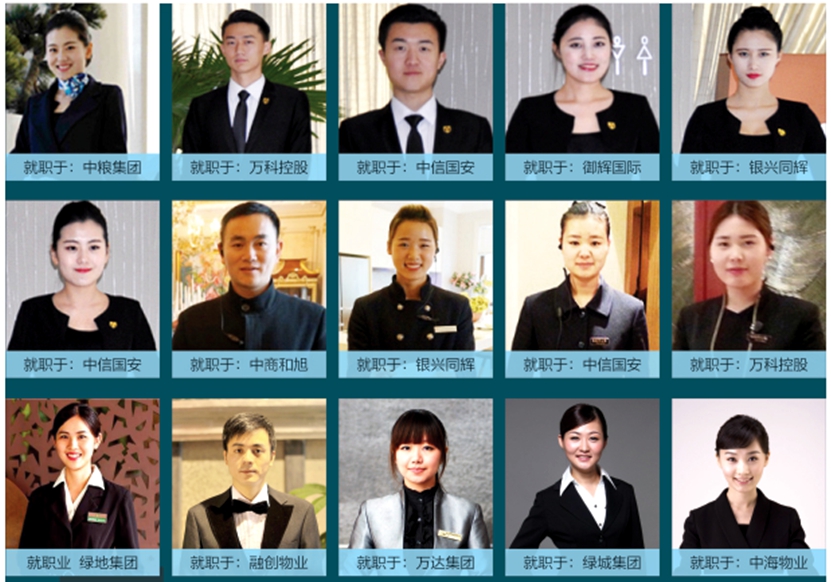 就职于：中粮集团
就职于：万科控股
就职于：中信国安
就职于：御辉国际
就职于：银兴同辉
就职于：中信国安
就职于：中商和旭
就职于：银兴同辉
就职于：中信国安
就职于：万科控股
就职业 绿地集团
就职于：融创物业
就职于：万达集团
就职于：绿城集团
就职于：中海物业